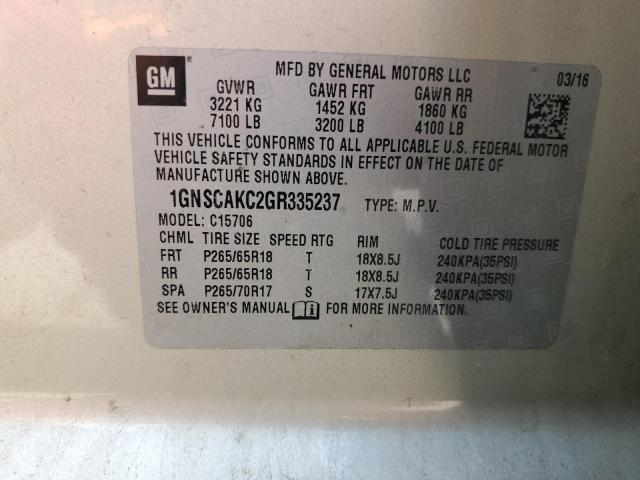 GM
MFD BY GENERAL MOTORS LLC 03/16
GVWR GAWR FRT GAWR RR
3221 KG 1452 KG 1860 KG
7100 LB 3200 LB 4100 LB
THIS VEHICLE CONFORMS TO ALL APPLICABLE U.S. FEDERAL MOTOR
VEHICLE SAFETY STANDARDS IN EFFECT ON THE DATE OF
MANUFACTURE SHOWN ABOVE.
1GNSCAKC2GR335237 TYPE: M.P.V.
MODEL: C15706
CHML TIRE SIZE SPEED RTG RIM COLD TIRE PRESSURE
FRT P265/65R18 T 18X8.5J 240KPA(35PSI)
RR P265/65R18 T 18X8.5J 240KPA(35PSI)
SPA P265/70R17 S 17X7.5J 240KPA(35PSI)
SEE OWNER'S MANUAL i FOR MORE INFORMATION.